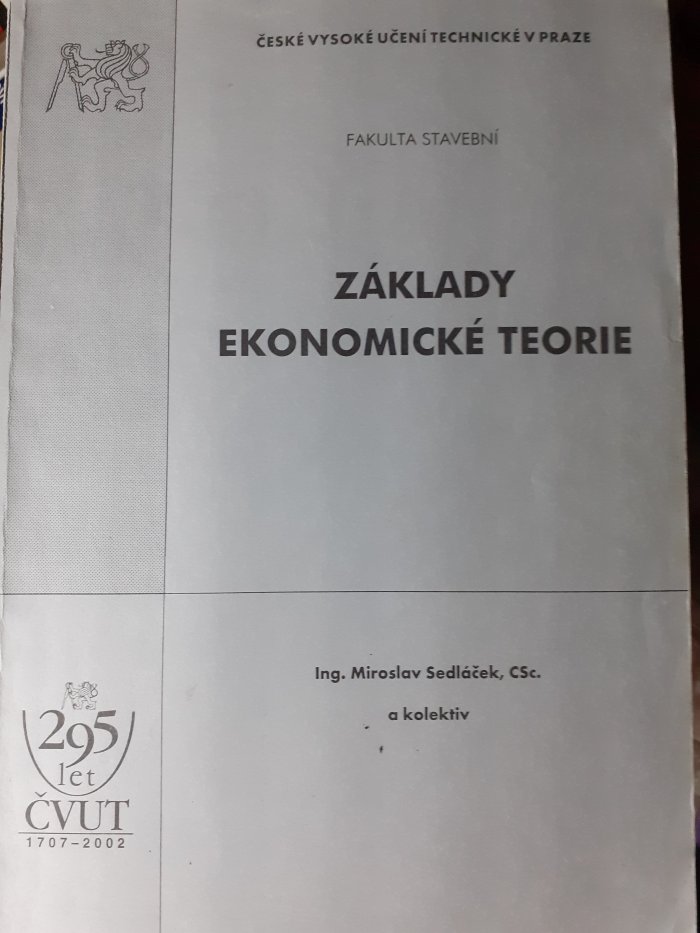 ČESKÉ VYSOKÉ UČENÍ TECHNICKÉ V PRAZE
FAKULTA STAVEBNÍ
ZÁKLADY
EKONOMICKÉ TEORIE
Ing. Miroslav Sedláček, CSc.
a kolektiv
295
let
ČVUT
1707–2002